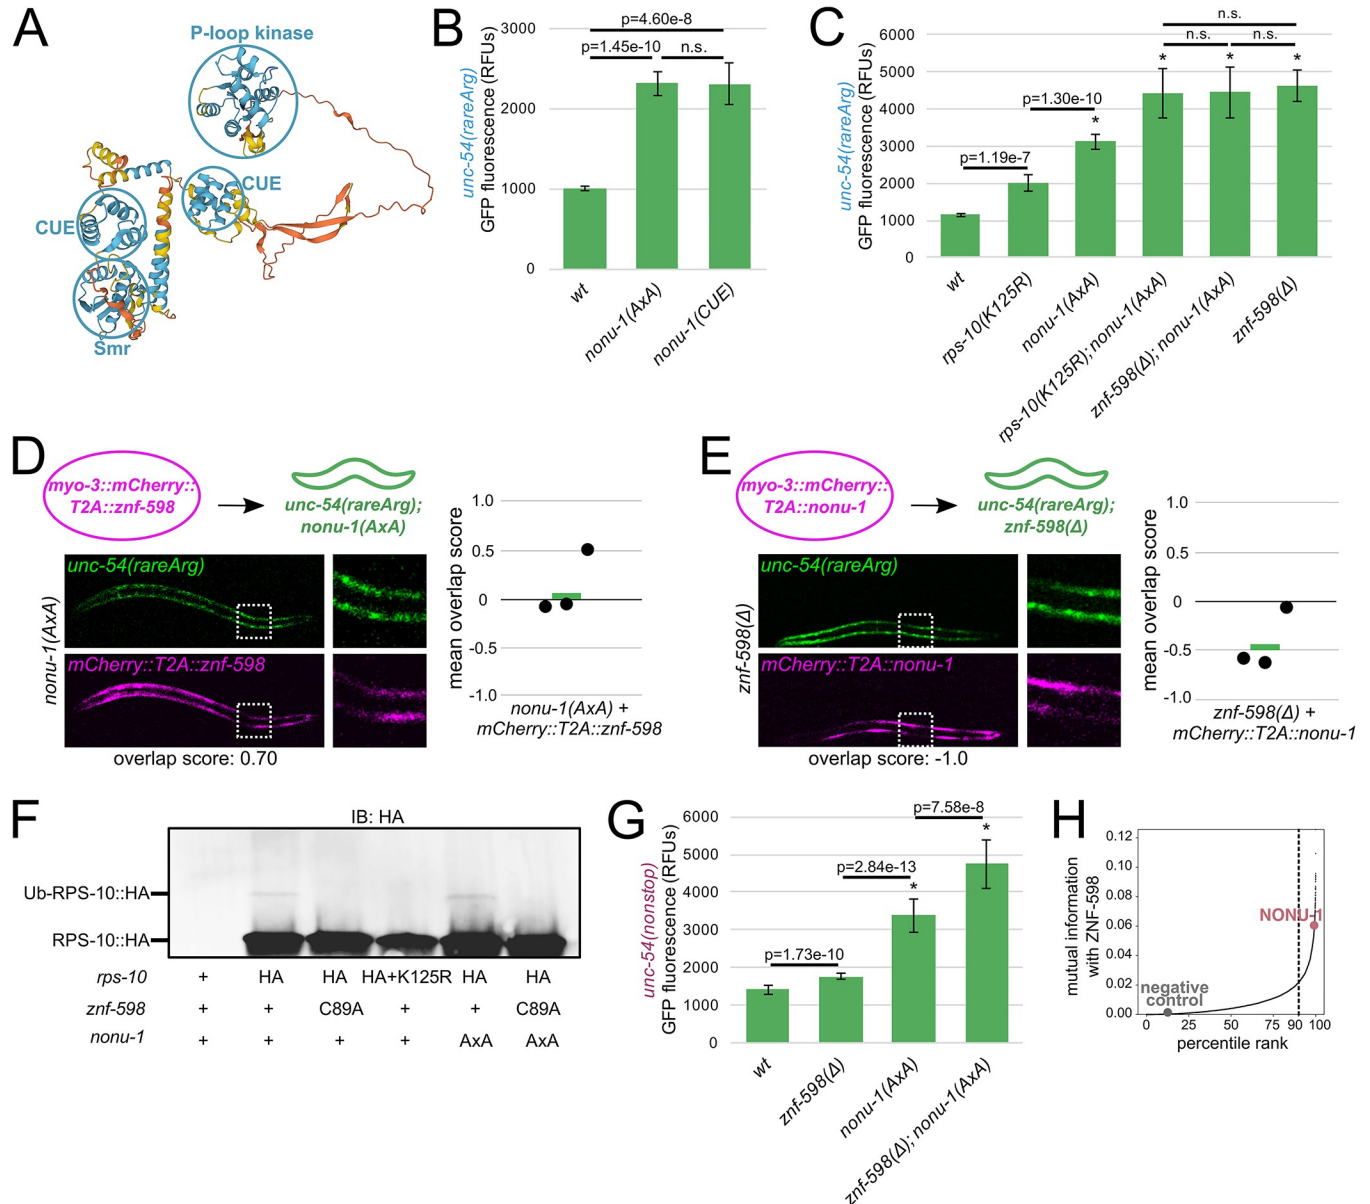 A
P-loop kinase
CUE
CUE
Smr
B
unc-54(rareArg)
GFP fluorescence (RFUs)
3000
2000
1000
0
p=4.60e-8
p=1.45e-10
n.s.
wt
nonu-1(AxA)
nonu-1(CUE)
C
unc-54(rareArg)
GFP fluorescence (RFUs)
6000
5000
4000
3000
2000
1000
0
n.s.
n.s.
n.s.
p=1.30e-10
p=1.19e-7
*
*
*
*
wt
rps-10(K125R)
nonu-1(AxA)
rps-10(K125R); nonu-1(AxA)
znf-598(Δ); nonu-1(AxA)
znf-598(Δ)
D
myo-3::mCherry::
T2A::znf-598
unc-54(rareArg);
nonu-1(AxA)
nonu-1(AxA)
unc-54(rareArg)
mCherry::T2A::znf-598
overlap score: 0.70
mean overlap score
1.0
0.5
0
-0.5
-1.0
nonu-1(AxA) +
mCherry::T2A::znf-598
E
myo-3::mCherry::
T2A::nonu-1
unc-54(rareArg);
znf-598(Δ)
znf-598(Δ)
unc-54(rareArg)
mCherry::T2A::nonu-1
overlap score: -1.0
mean overlap score
1.0
0.5
0
-0.5
-1.0
znf-598(Δ) +
mCherry::T2A::nonu-1
F
IB: HA
Ub-RPS-10::HA
RPS-10::HA
rps-10 + HA HA HA+K125R HA HA
znf-598 + + C89A + + C89A
nonu-1 + + + + AxA AxA
G
unc-54(nonstop)
GFP fluorescence (RFUs)
6000
5000
4000
3000
2000
1000
0
p=7.58e-8
p=2.84e-13
p=1.73e-10
*
*
wt
znf-598(Δ)
nonu-1(AxA)
znf-598(Δ); nonu-1(AxA)
H
mutual information
with ZNF-598
0.12
0.10
0.08
0.06
0.04
0.02
0.00
NONU-1
negative
control
0 25 50 75 90 100
percentile rank